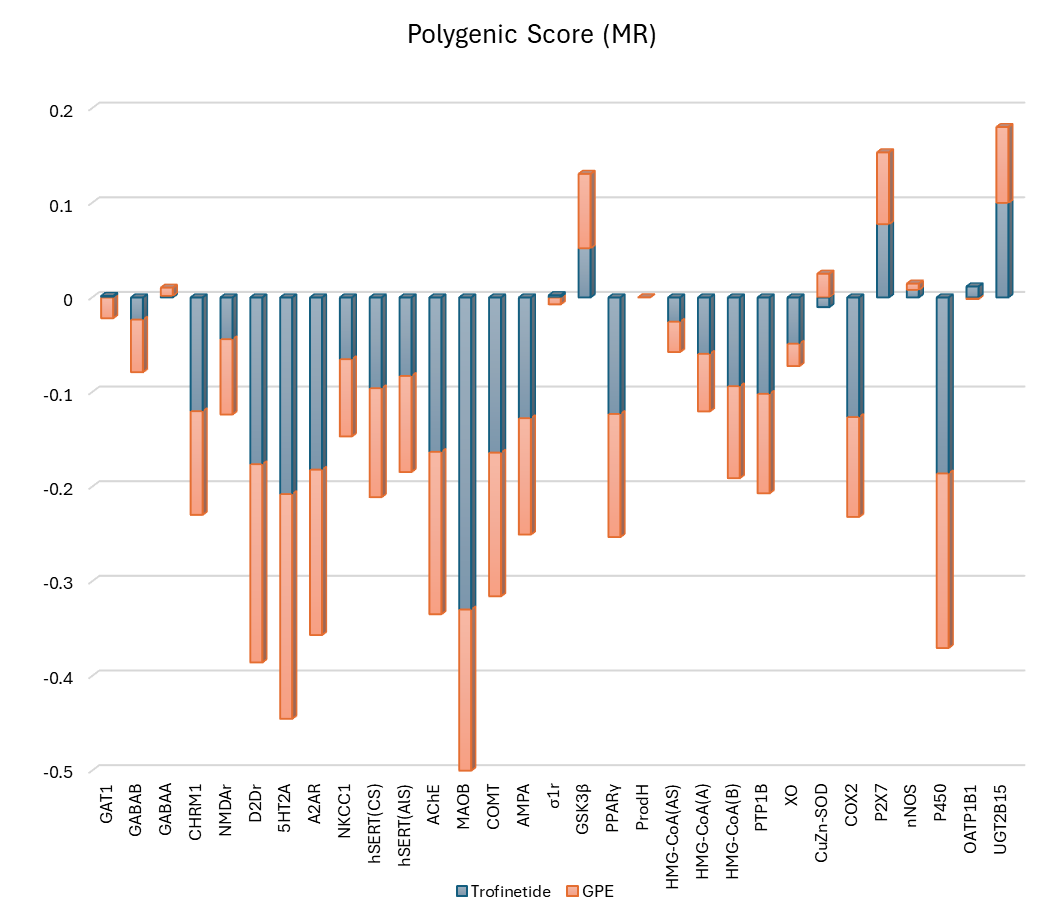 Polygenic Score (MR)
0.2
0.1
0
-0.1
-0.2
-0.3
-0.4
-0.5
GAT1
GABAB
GABAA
CHRM1
NMDAr
D2Dr
5HT2A
A2AR
NKCC1
hSERT(CS)
hSERT(AlS)
AChE
MAOB
COMT
AMPA
σ1r
GSK3β
PPARγ
ProdH
HMG-CoA(AS)
HMG-CoA(A)
HMG-CoA(B)
PTP1B
XO
CuZn-SOD
COX2
P2X7
nNOS
P450
OATP1B1
UGT2B15
Trofinetide GPE